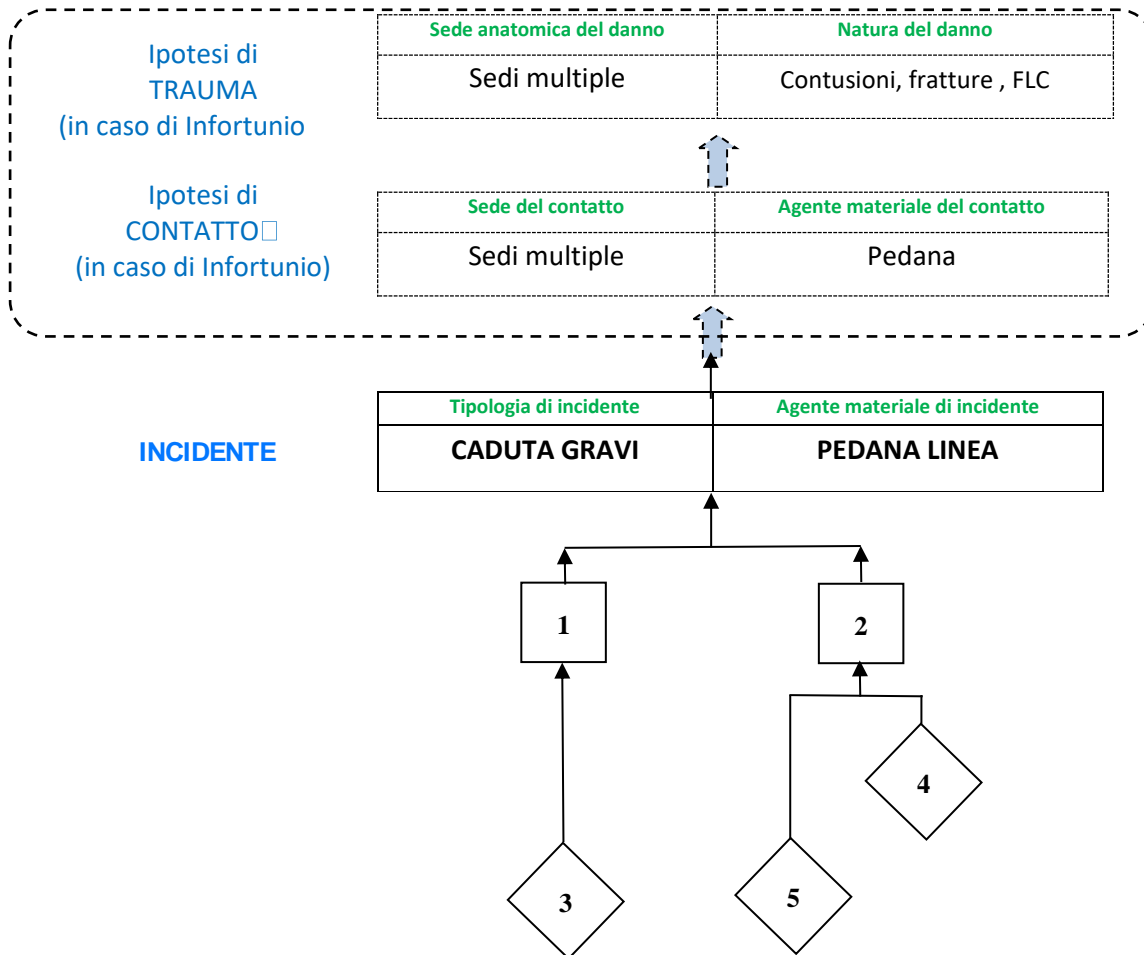 Ipotesi di
TRAUMA
(in caso di Infortunio
Sede anatomica del danno
Natura del danno
Sedi multiple
Contusioni, fratture , FLC
Ipotesi di
CONTATTO□
(in caso di Infortunio)
Sede del contatto
Agente materiale del contatto
Sedi multiple
Pedana
INCIDENTE
Tipologia di incidente
Agente materiale di incidente
CADUTA GRAVI
PEDANA LINEA
1
2
4
3
5